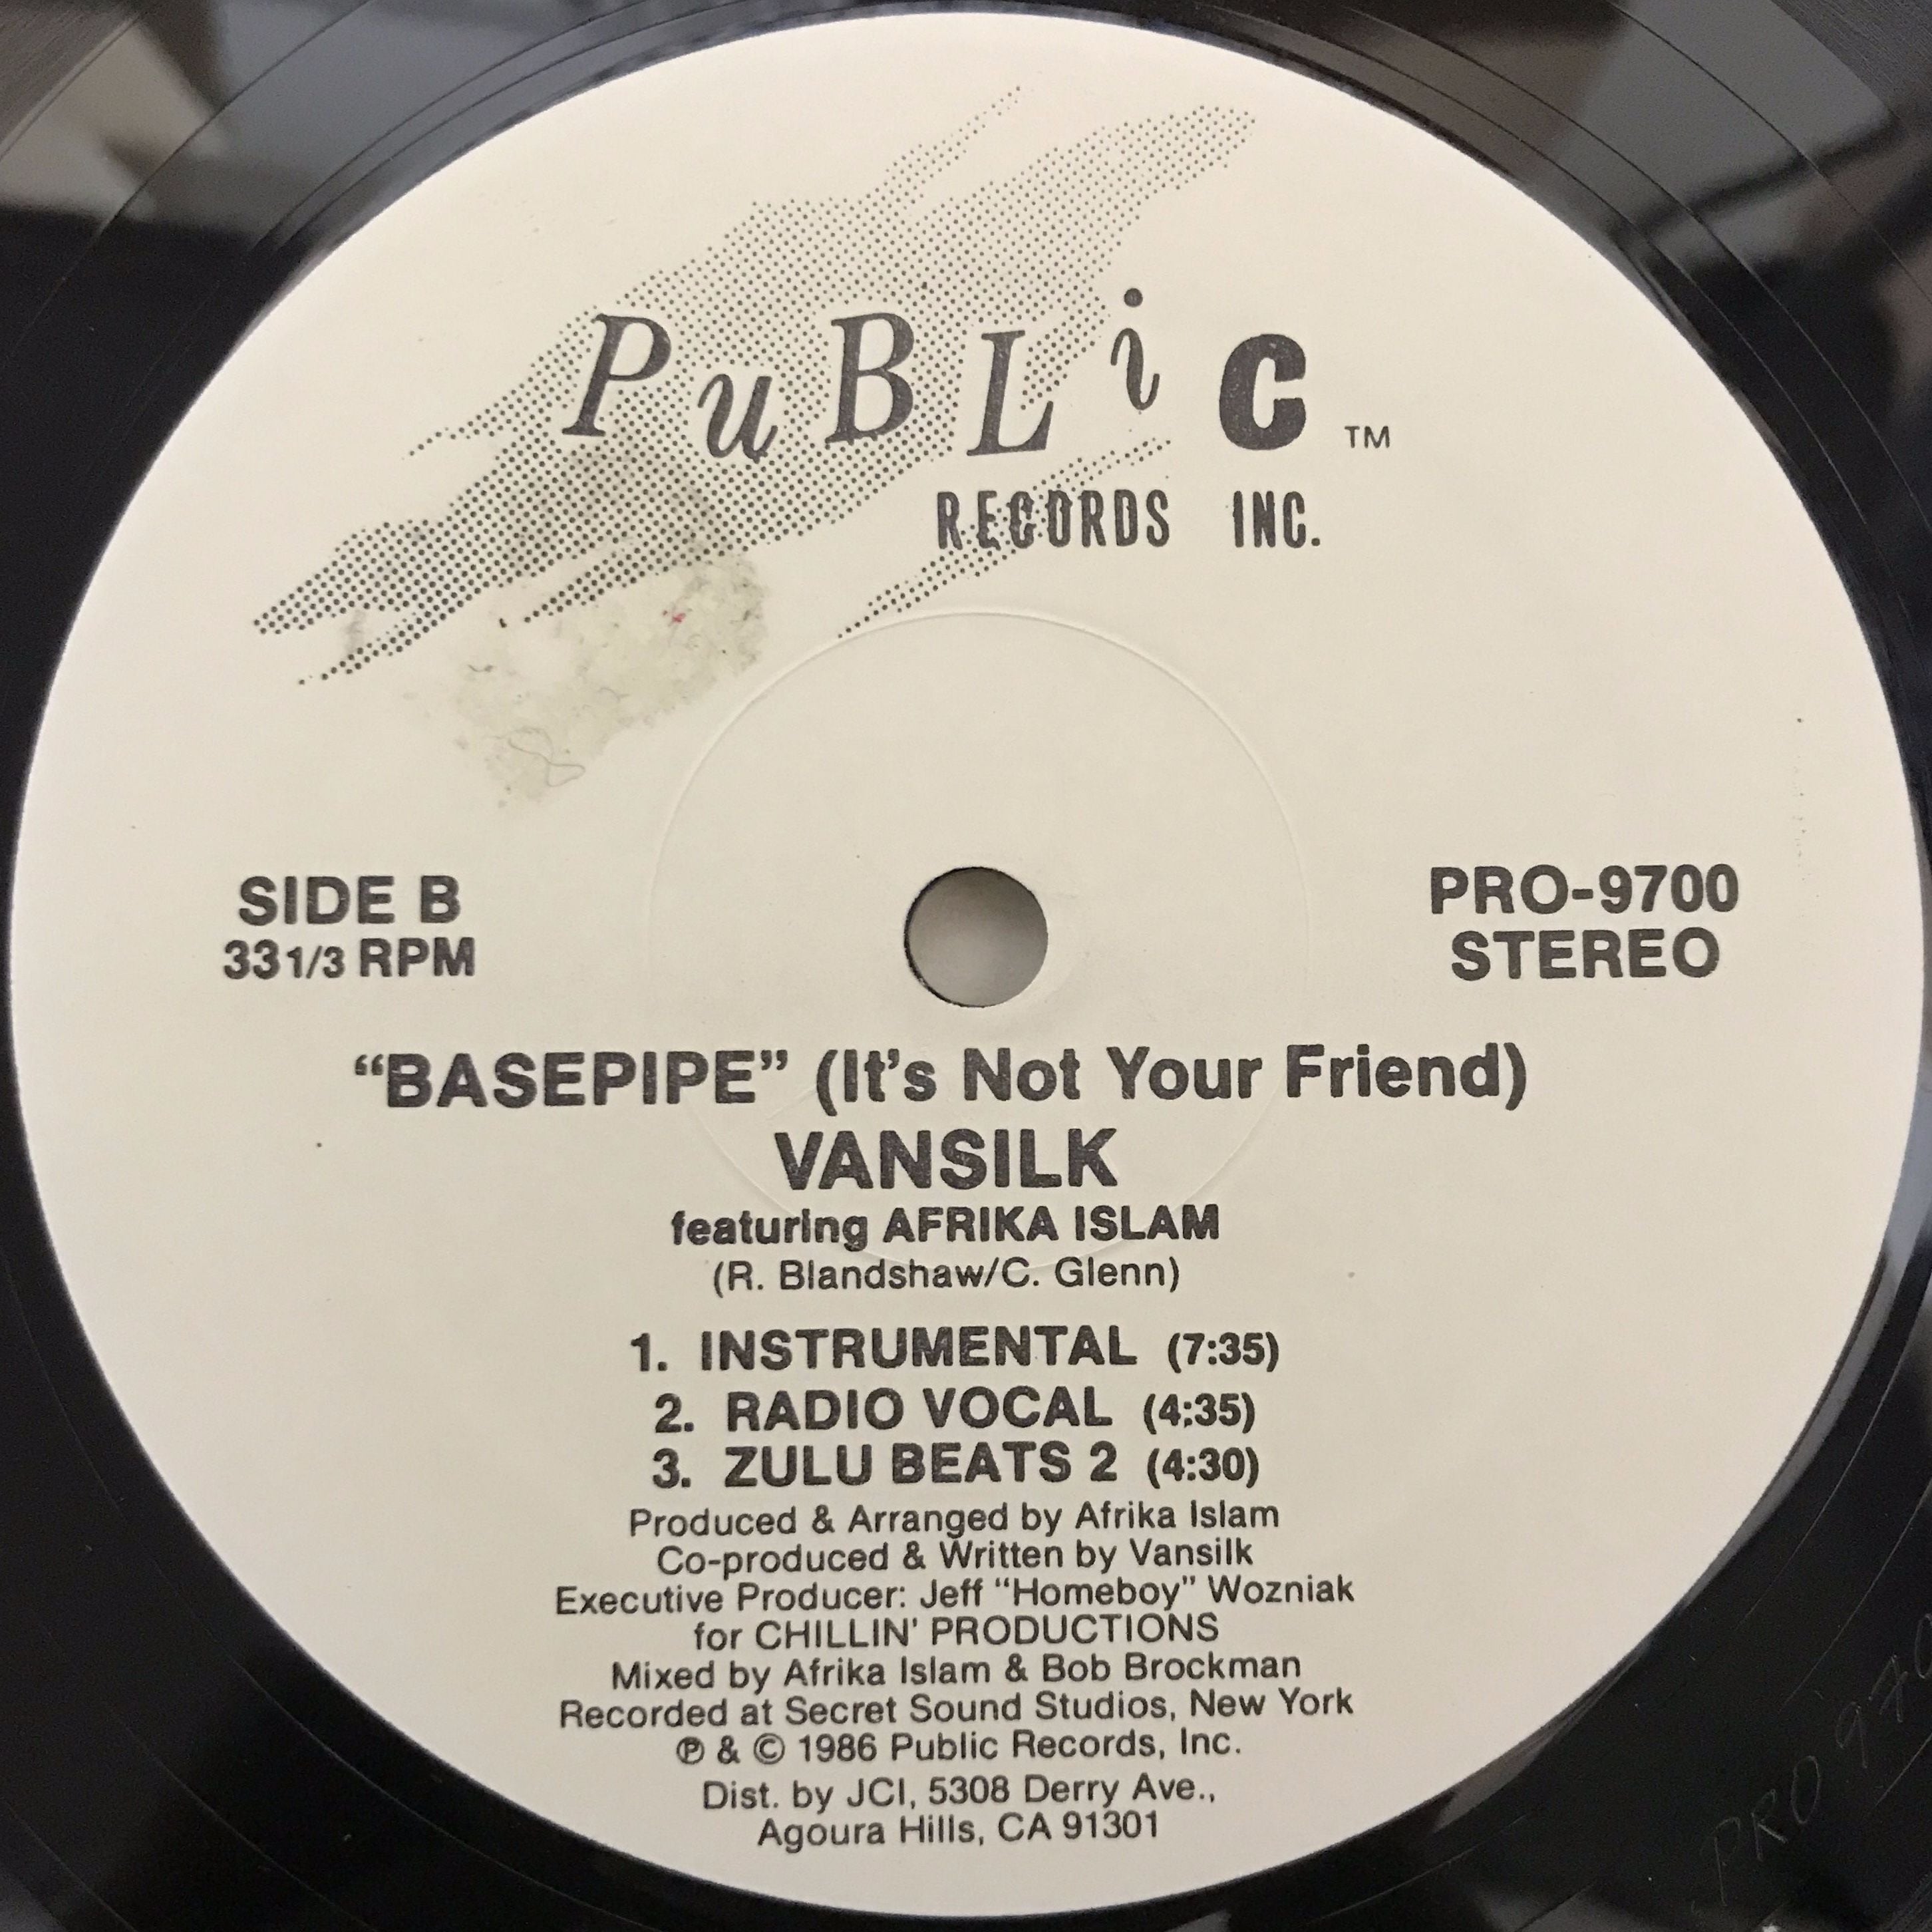 PuBLiC ™
RECORDS INC.
SIDE B
33 1/3 RPM
PRO-9700
STEREO
“BASEPIPE” (It’s Not Your Friend)
VANSILK
featuring AFRIKA ISLAM
(R. Blandshaw/C. Glenn)
1. INSTRUMENTAL (7:35)
2. RADIO VOCAL (4:35)
3. ZULU BEATS 2 (4:30)
Produced & Arranged by Afrika Islam
Co-produced & Written by Vansilk
Executive Producer: Jeff “Homeboy” Wozniak
for CHILLIN' PRODUCTIONS
Mixed by Afrika Islam & Bob Brockman
Recorded at Secret Sound Studios, New York
℗ & © 1986 Public Records, Inc.
Dist. by JCI, 5308 Derry Ave.,
Agoura Hills, CA 91301
PRO 970